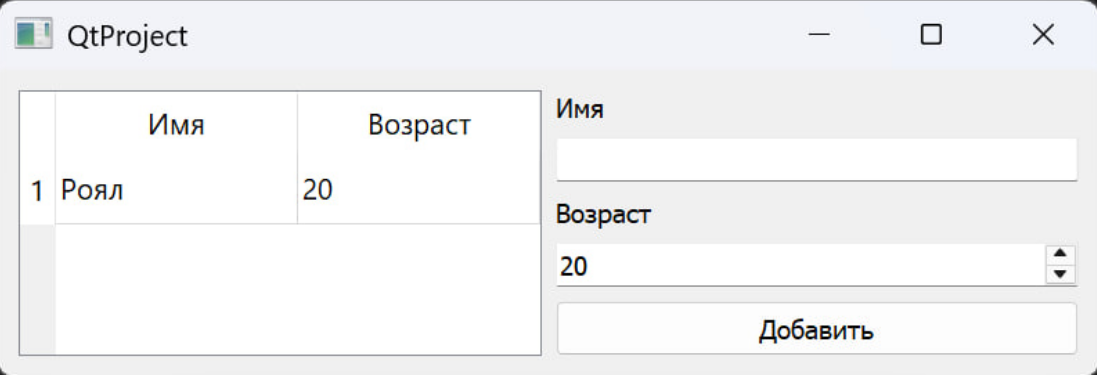 QtProject
Имя Возраст
1 Роял 20
Имя
Возраст
20
Добавить